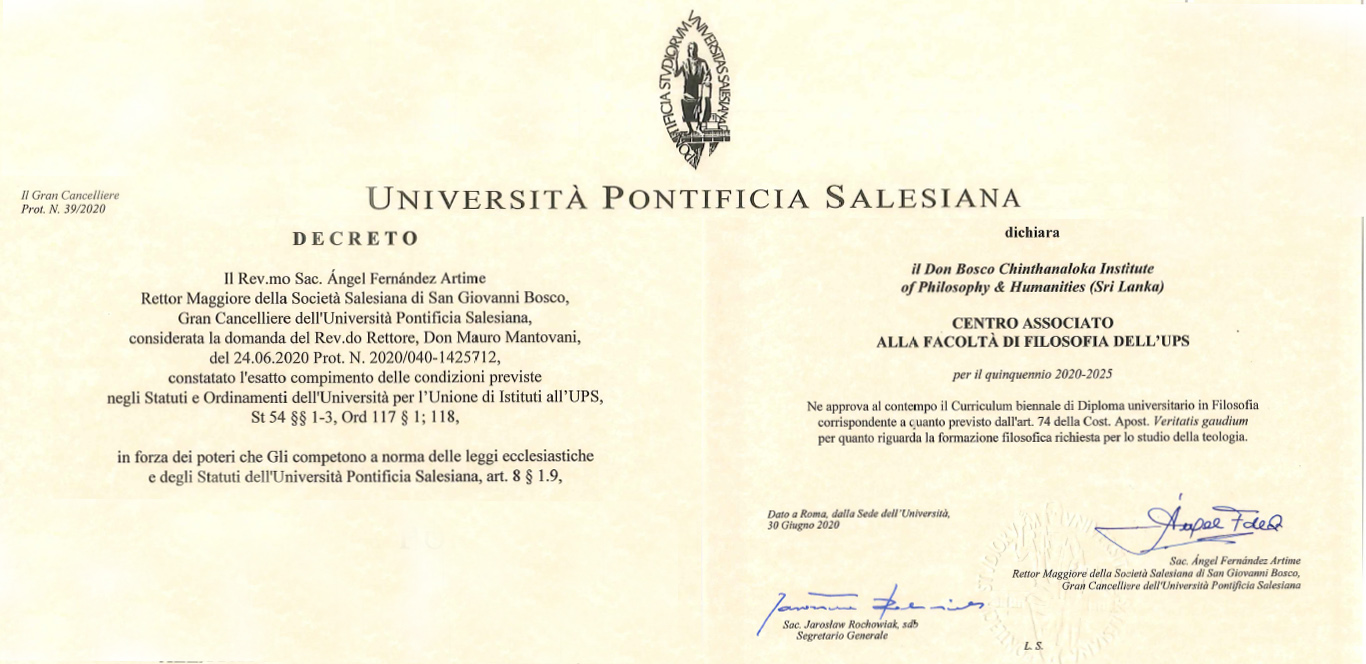 PONTIFICIA STVDIORVM VNIVERSITAS SALESIANA
Il Gran Cancelliere
Prot. N. 39/2020
UNIVERSITÀ PONTIFICIA SALESIANA
DECRETO
Il Rev.mo Sac. Ángel Fernández Artime
Rettor Maggiore della Società Salesiana di San Giovanni Bosco,
Gran Cancelliere dell'Università Pontificia Salesiana,
considerata la domanda del Rev.do Rettore, Don Mauro Mantovani,
del 24.06.2020 Prot. N. 2020/040-1425712,
constatato l'esatto compimento delle condizioni previste
negli Statuti e Ordinamenti dell'Università per l’Unione di Istituti all’UPS,
St 54 §§ 1-3, Ord 117 § 1; 118,
in forza dei poteri che Gli competono a norma delle leggi ecclesiastiche
e degli Statuti dell'Università Pontificia Salesiana, art. 8 § 1.9,
dichiara
il Don Bosco Chinthanaloka Institute
of Philosophy & Humanities (Sri Lanka)
CENTRO ASSOCIATO
ALLA FACOLTÀ DI FILOSOFIA DELL’UPS
per il quinquennio 2020-2025
Ne approva al contempo il Curriculum biennale di Diploma universitario in Filosofia
corrispondente a quanto previsto dall'art. 74 della Cost. Apost. Veritatis gaudium
per quanto riguarda la formazione filosofica richiesta per lo studio della teologia.
Dato a Roma, dalla Sede dell’Università,
30 Giugno 2020
Sac. Ángel Fernández Artime
Rettor Maggiore della Società Salesiana di San Giovanni Bosco,
Gran Cancelliere dell'Università Pontificia Salesiana
Sac. Jarosław Rochowiak, sdb
Segretario Generale
L. S.